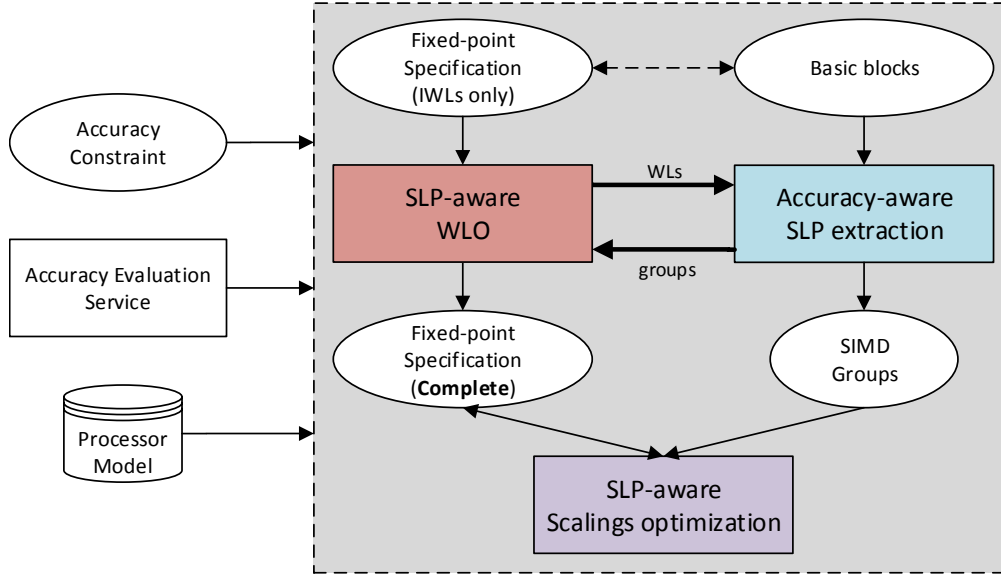 Accuracy
Constraint
Accuracy Evaluation
Service
Processor
Model
Fixed-point
Specification
(IWLs only)
Basic blocks
SLP-aware
WLO
WLs
groups
Accuracy-aware
SLP extraction
Fixed-point
Specification
(Complete)
SIMD
Groups
SLP-aware
Scalings optimization